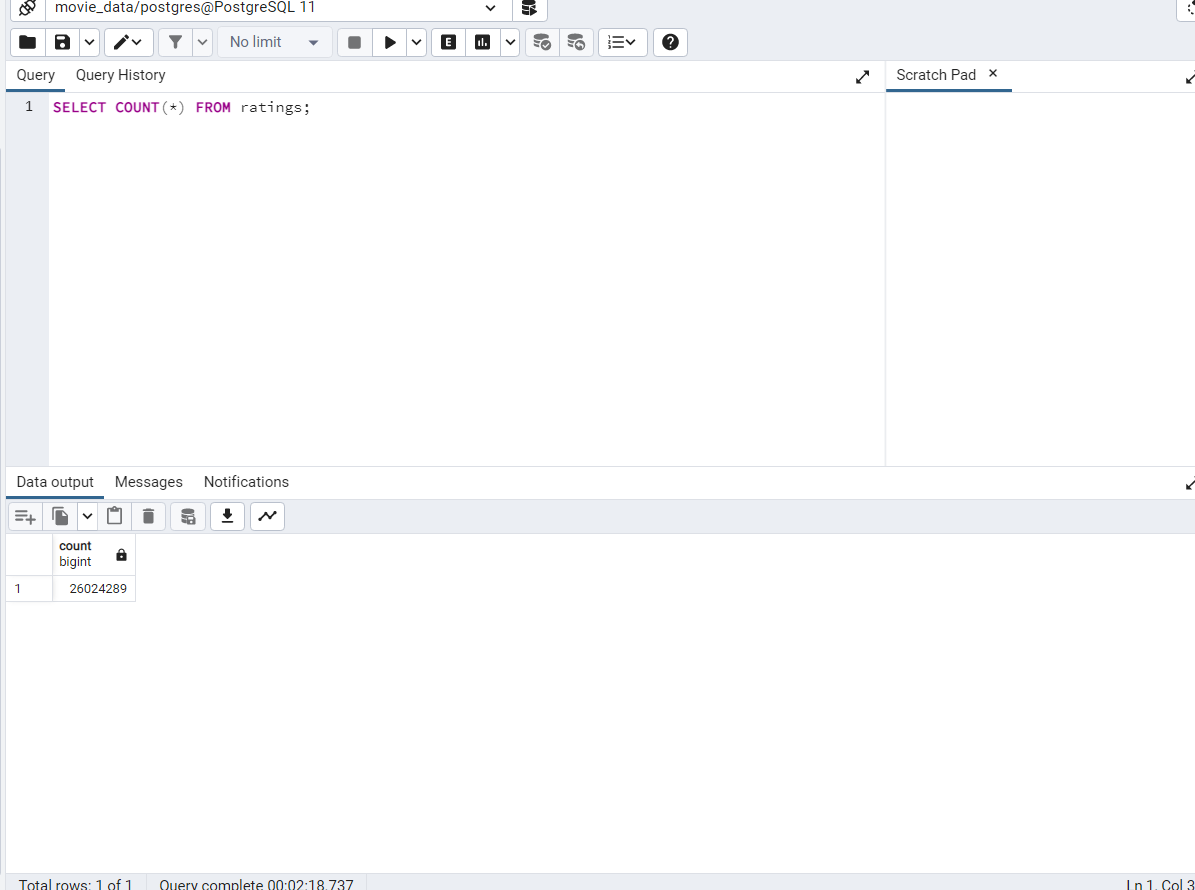 movie_data/postgres@PostgreSQL 11
No limit
E
Query Query History
Scratch Pad
1 SELECT COUNT(*) FROM ratings;
Data output Messages Notifications
count
bigint
1 26024289
Total rows: 1 of 1 Query complete 00:02:18.737
Ln 1, Col 3